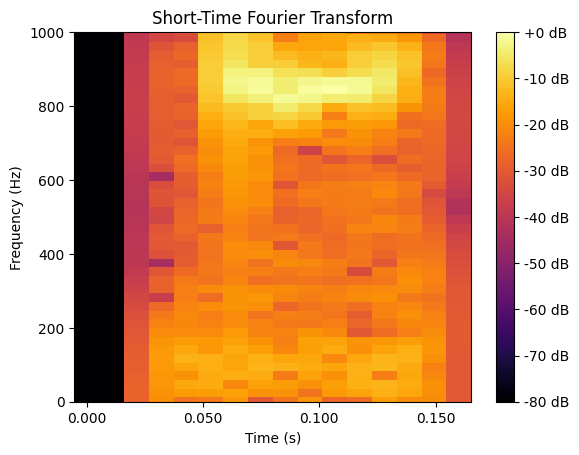 Short-Time Fourier Transform
1000
800
600
400
200
0
Frequency (Hz)
0.000
0.050
0.100
0.150
Time (s)
+0 dB
-10 dB
-20 dB
-30 dB
-40 dB
-50 dB
-60 dB
-70 dB
-80 dB